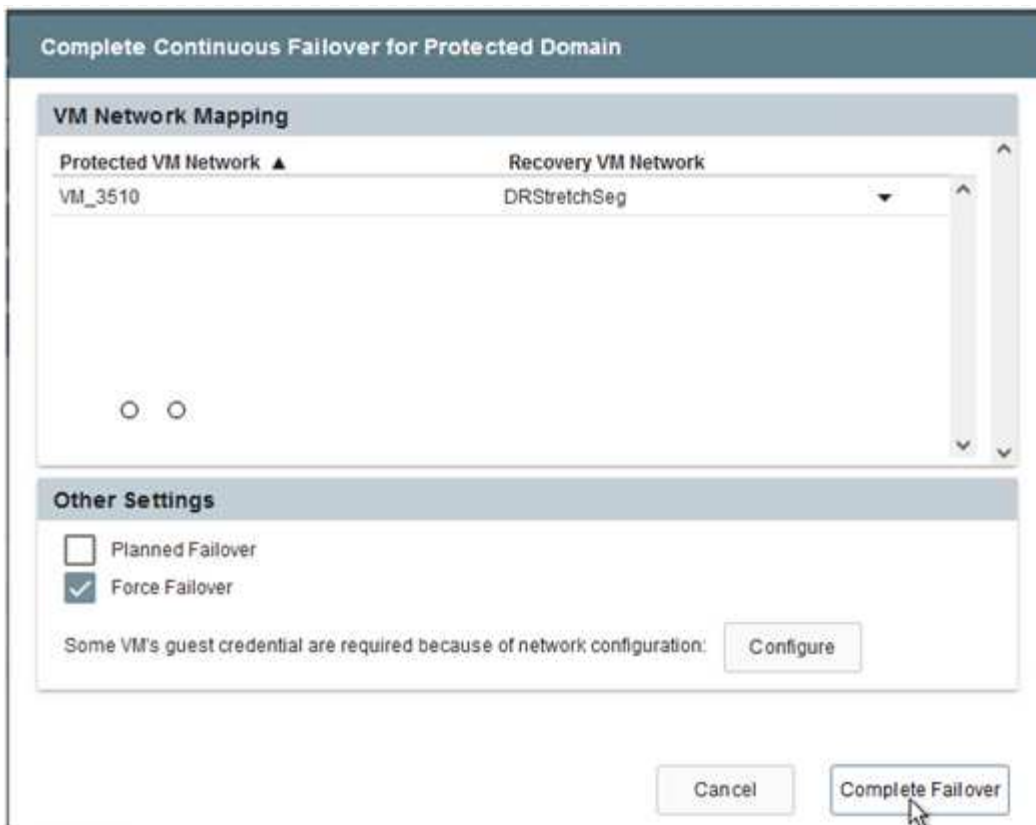 Complete Continuous Failover for Protected Domain
VM Network Mapping
Protected VM Network ▲ Recovery VM Network
VM_3510 DRStretchSeg
Other Settings
Planned Failover
Force Failover
Some VM's guest credential are required because of network configuration: Configure
Cancel Complete Failover